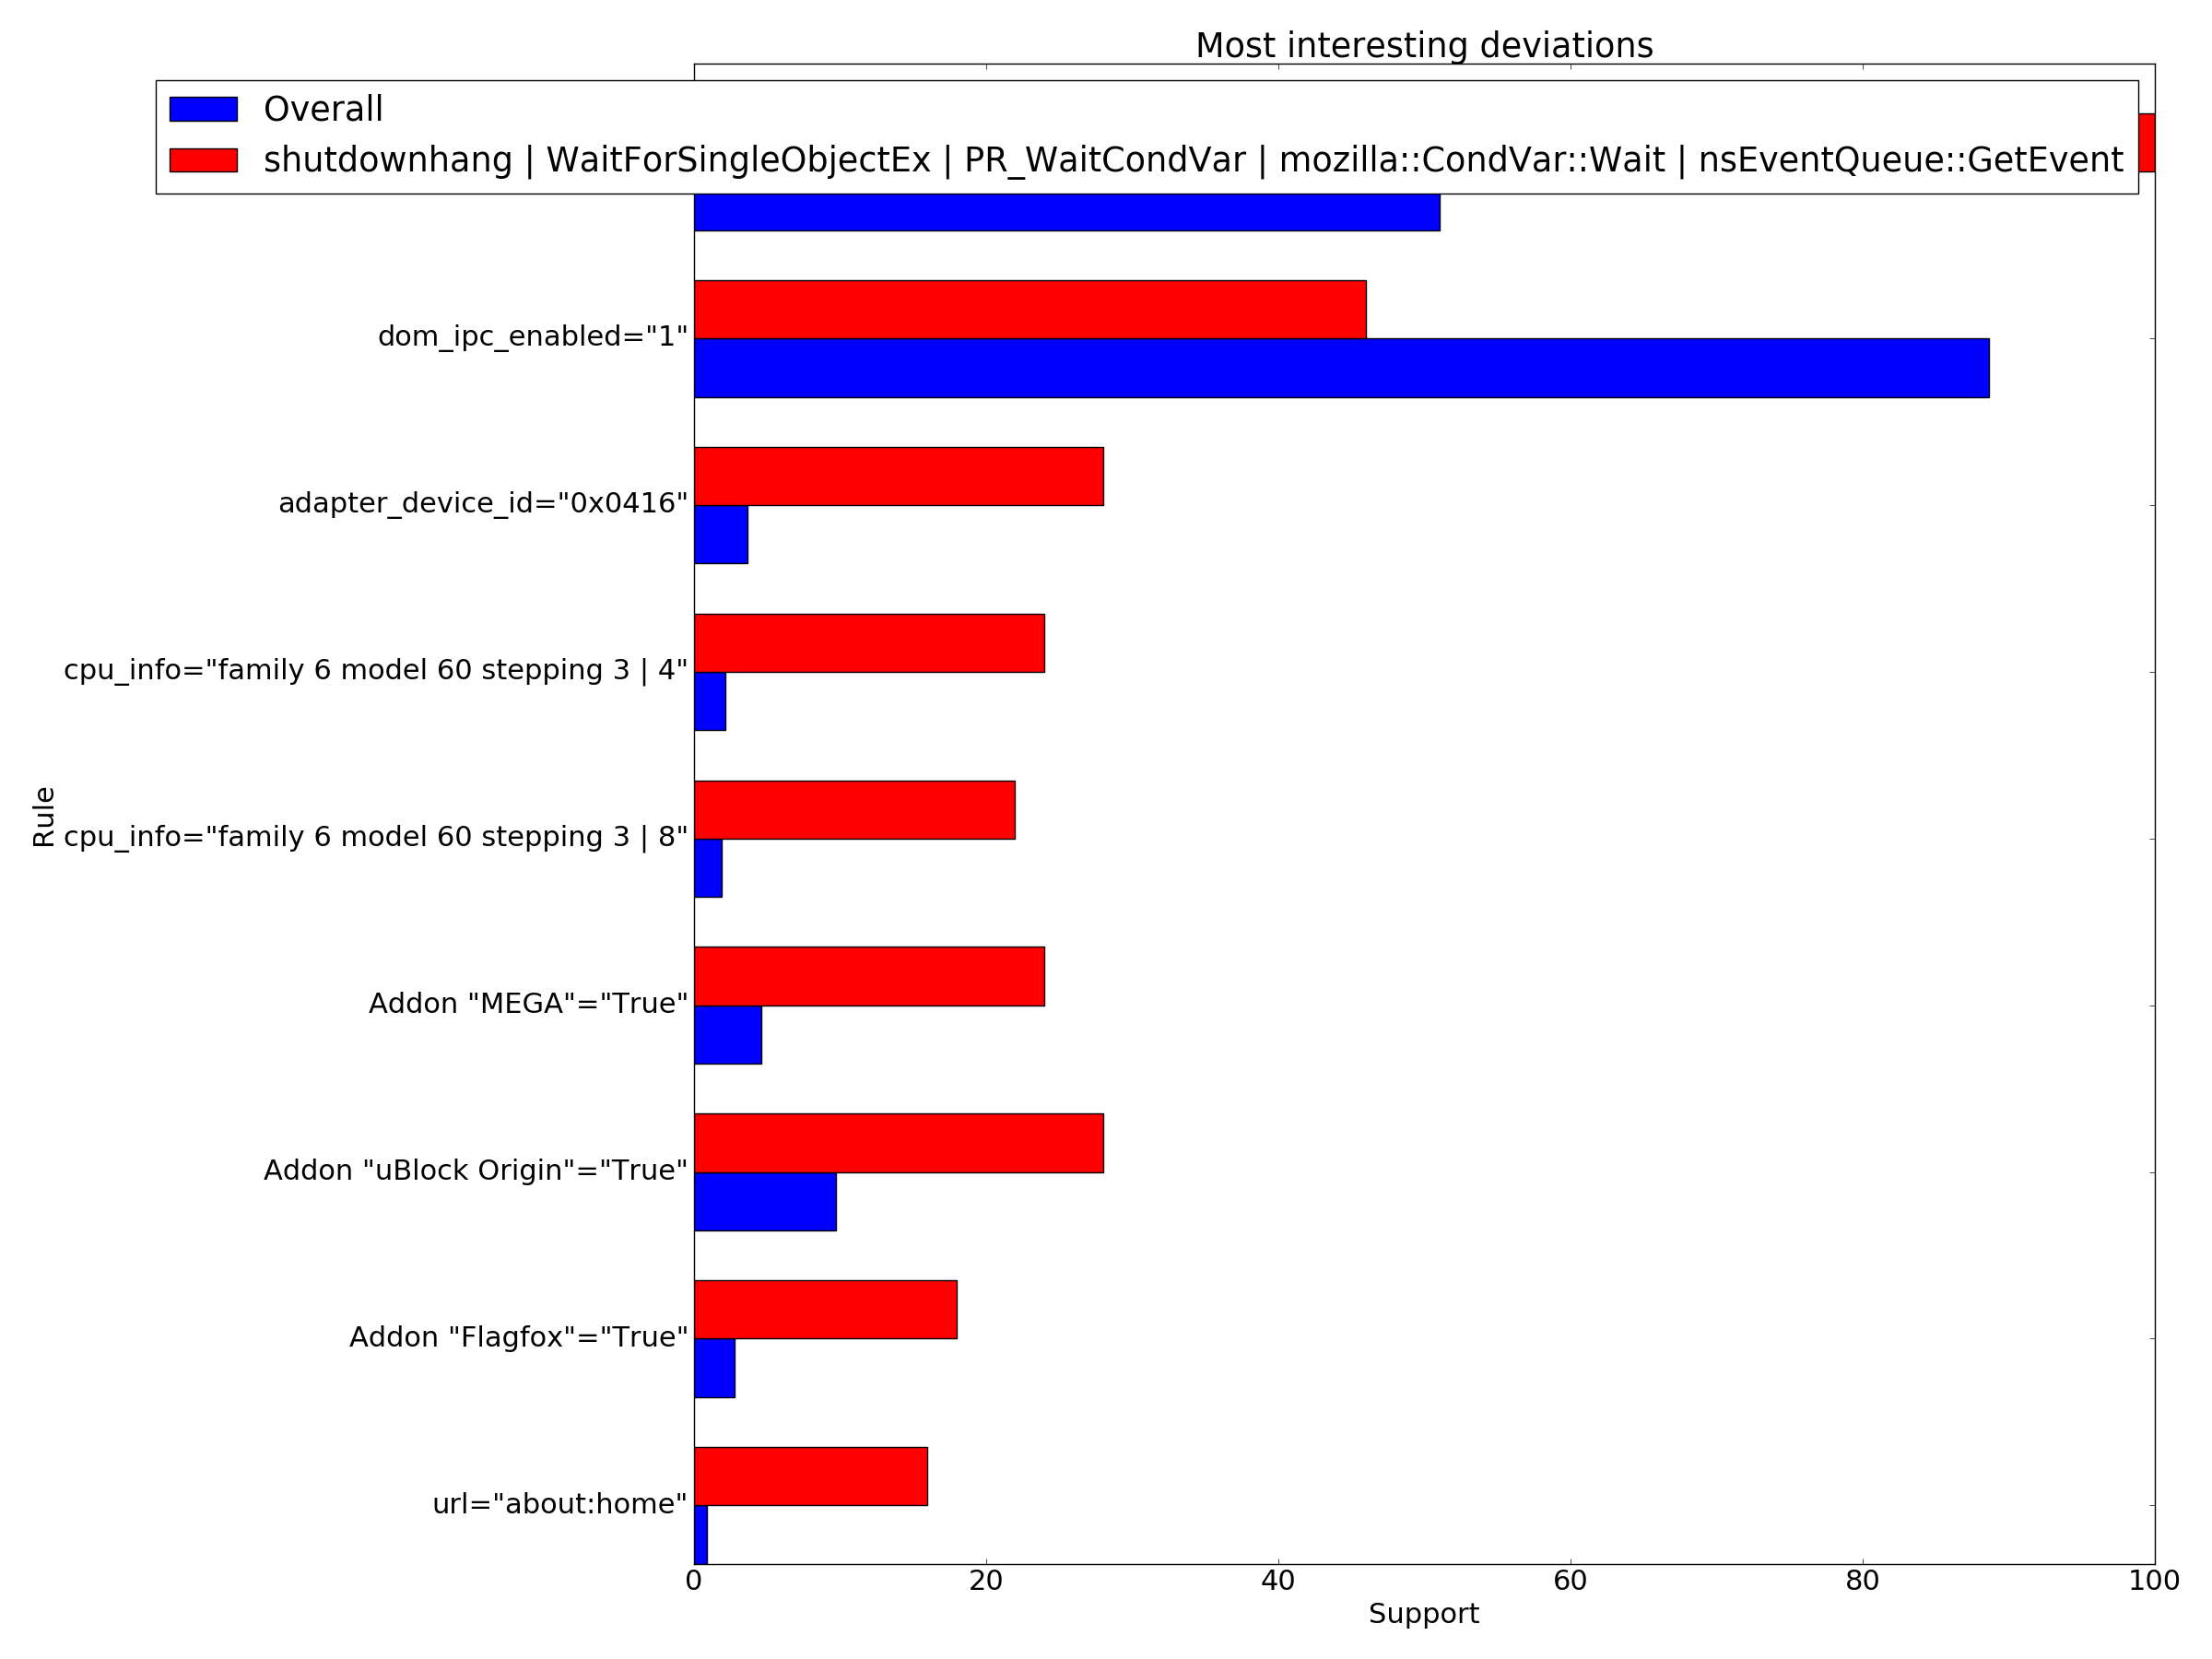 Most interesting deviations
Overall
shutdownhang | WaitForSingleObjectEx | PR_WaitCondVar | mozilla::CondVar::Wait | nsEventQueue::GetEvent
dom_ipc_enabled="1"
adapter_device_id="0x0416"
cpu_info="family 6 model 60 stepping 3 | 4"
Rule
cpu_info="family 6 model 60 stepping 3 | 8"
Addon "MEGA"="True"
Addon "uBlock Origin"="True"
Addon "Flagfox"="True"
url="about:home"
0 20 40 60 80 100
Support